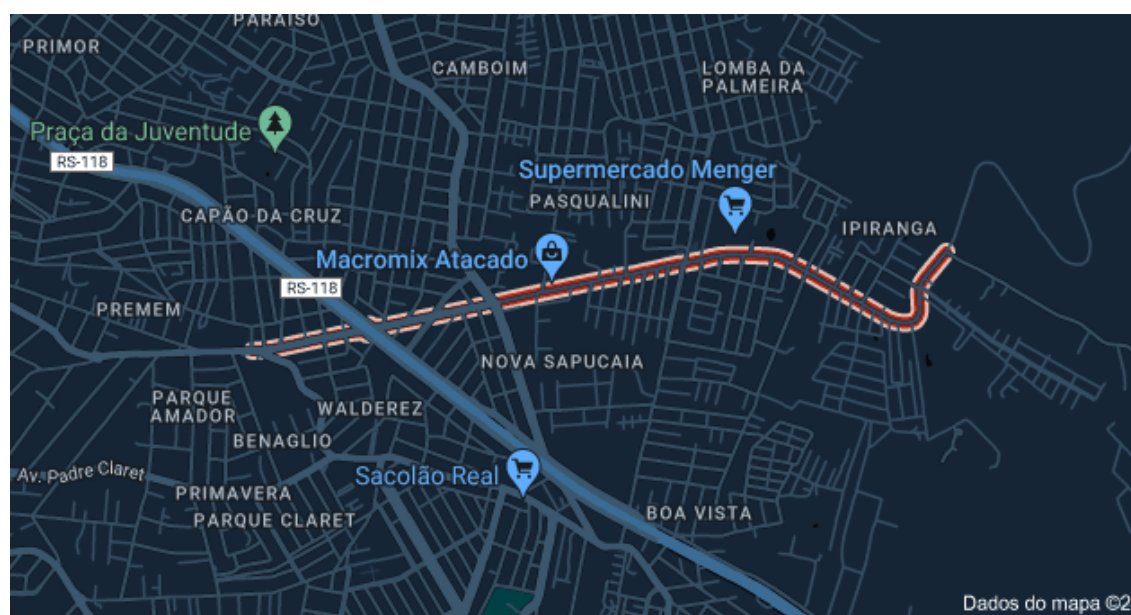 PARAISO
PRIMOR
CAMBOIM
LOMBA DA
PALMEIRA
Praça da Juventude
RS-118
Supermercado Menger
PASQUALINI
CAPÃO DA CRUZ
IPIRANGA
Macromix Atacado
RS-118
PREMEM
NOVA SAPUCAIA
PARQUE
AMADOR
WALDEREZ
BENAGLIO
Av. Padre Claret
Sacolão Real
PRIMAVERA
BOA VISTA
PARQUE CLARET
Dados do mapa ©2